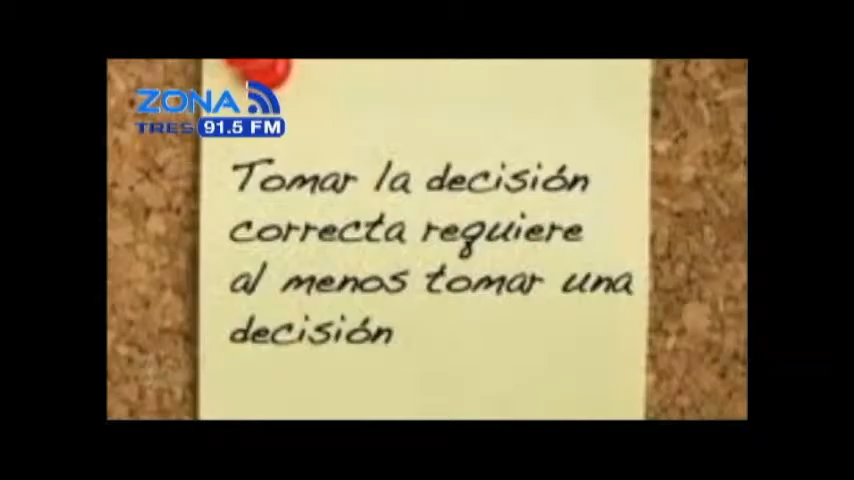 ZONA
TRES 91.5 FM
Tomar la decisión
correcta requiere
al menos tomar una
decisión